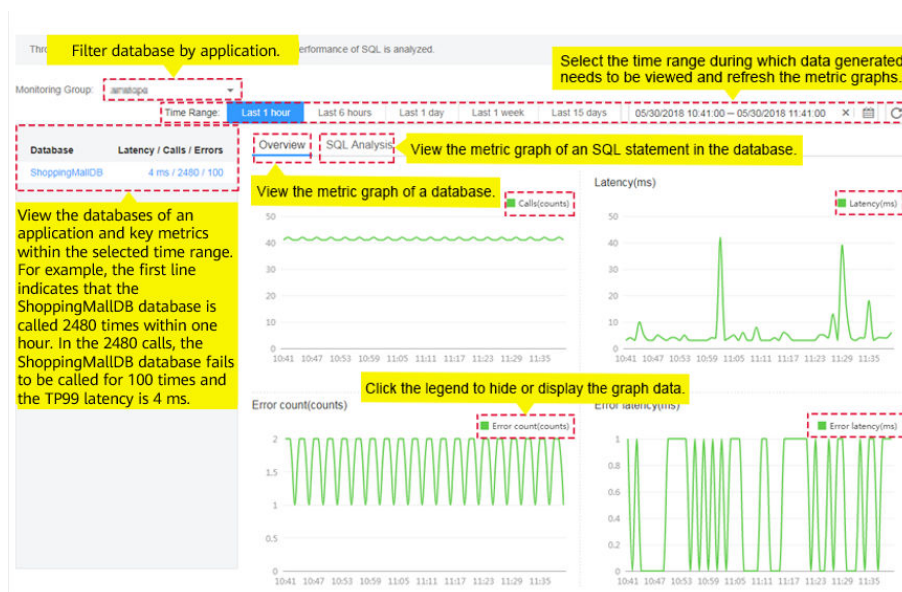 Filter database by application.
erformance of SQL is analyzed.
Select the time range during which data generated
needs to be viewed and refresh the metric graphs.
Monitoring Group:
Time Range: Last 1 hour Last 6 hours Last 1 day Last 1 week Last 15 days 05/30/2018 10:41:00 – 05/30/2018 11:41:00 ×
Database Latency / Calls / Errors
ShoppingMallDB 4 ms / 2480 / 100
Overview SQL Analysis
View the metric graph of an SQL statement in the database.
View the metric graph of a database.
View the databases of an
application and key metrics
within the selected time range.
For example, the first line
indicates that the
ShoppingMallDB database is
called 2480 times within one
hour. In the 2480 calls, the
ShoppingMallDB database fails
to be called for 100 times and
the TP99 latency is 4 ms.
Calls(counts)
50
40
30
20
10
0
10:41 10:47 10:53 10:59 11:05 11:11 11:17 11:23 11:29 11:35
Latency(ms)
Latency(ms)
50
40
30
20
10
0
10:41 10:47 10:53 10:59 11:05 11:11 11:17 11:23 11:29 11:35
Click the legend to hide or display the graph data.
Error count(counts)
Error count(counts)
2
1.5
1
0.5
0
10:41 10:47 10:53 10:59 11:05 11:11 11:17 11:23 11:29 11:35
Error latency(ms)
Error latency(ms)
1
0.8
0.6
0.4
0.2
0
10:41 10:47 10:53 10:59 11:05 11:11 11:17 11:23 11:29 11:35